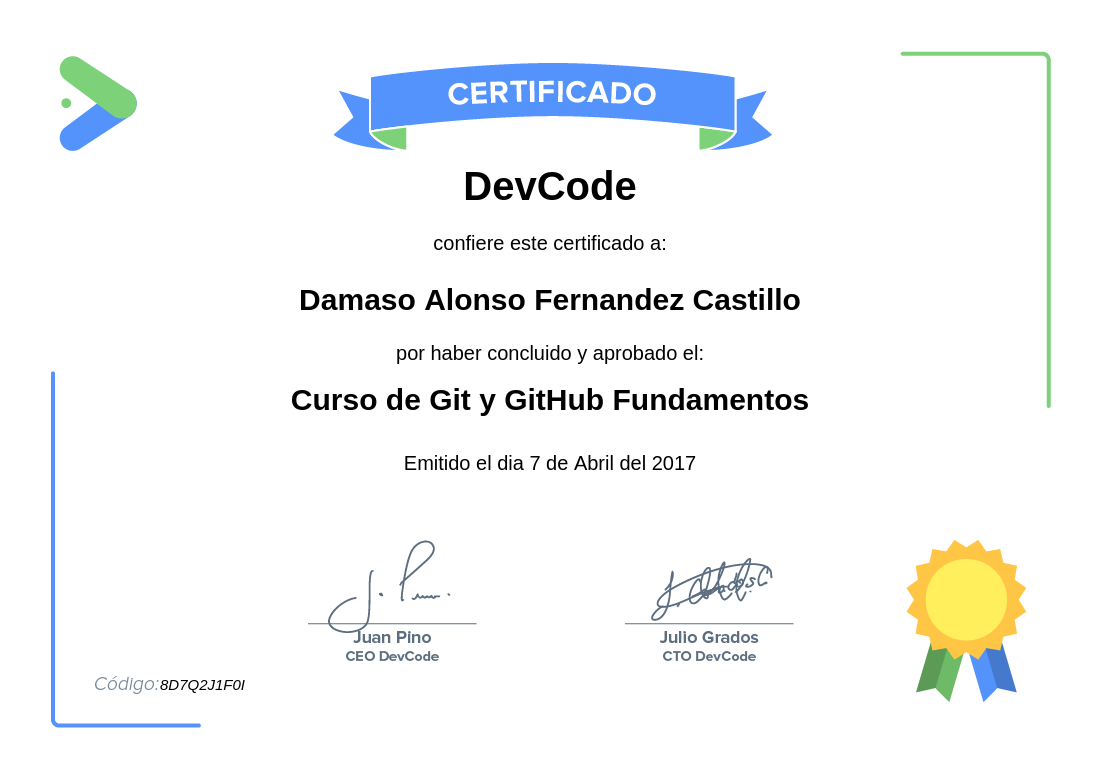 CERTIFICADO
DevCode
confiere este certificado a:
Damaso Alonso Fernandez Castillo
por haber concluido y aprobado el:
Curso de Git y GitHub Fundamentos
Emitido el dia 7 de Abril del 2017
Juan Pino
CEO DevCode
Julio Grados
CTO DevCode
Código:8D7Q2J1F0I